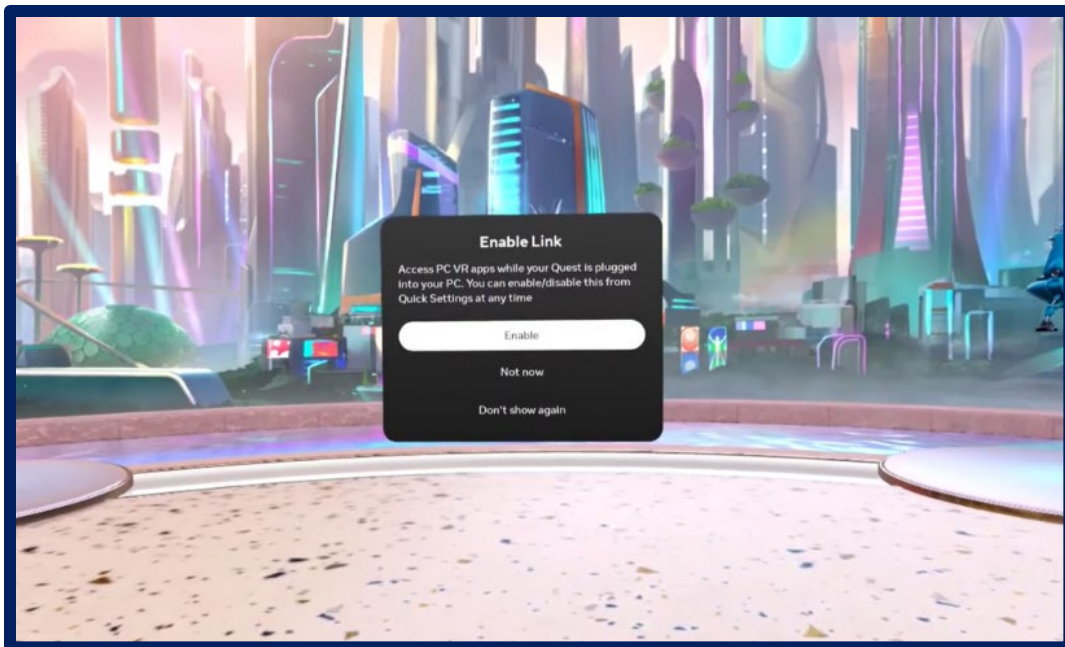 Enable Link
Access PC VR apps while your Quest is plugged
into your PC. You can enable/disable this from
Quick Settings at any time
Enable
Not now
Don't show again